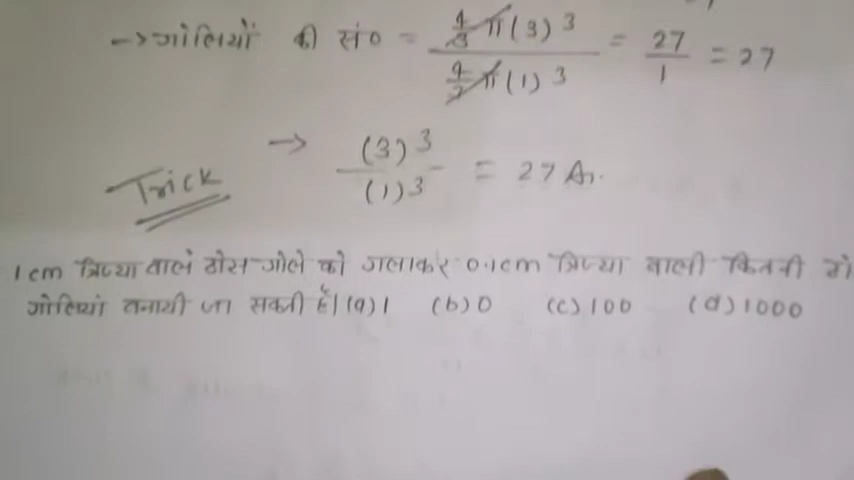 → गोलियों की सं० = 4/3 π(3)³ / 4/3 π(1)³ = 27/1 = 27
Trick → (3)³ / (1)³ = 27 A.
1cm त्रिज्या वाले ठोस गोले को गलाकर 0.1cm त्रिज्या वाली कितनी
गोलियां बनायी जा सकती हैं। (a) 1 (b) 0 (c) 100 (d) 1000